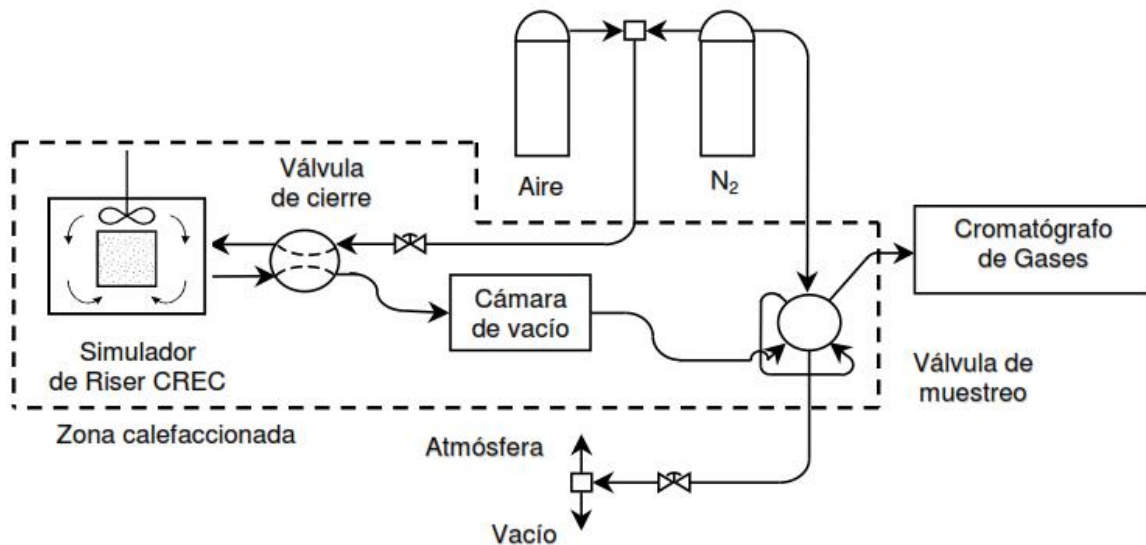 Aire
N₂
Válvula
de cierre
Cromatógrafo
de Gases
Cámara
de vacío
Simulador
de Riser CREC
Válvula de
muestreo
Zona calefaccionada
Atmósfera
Vacío